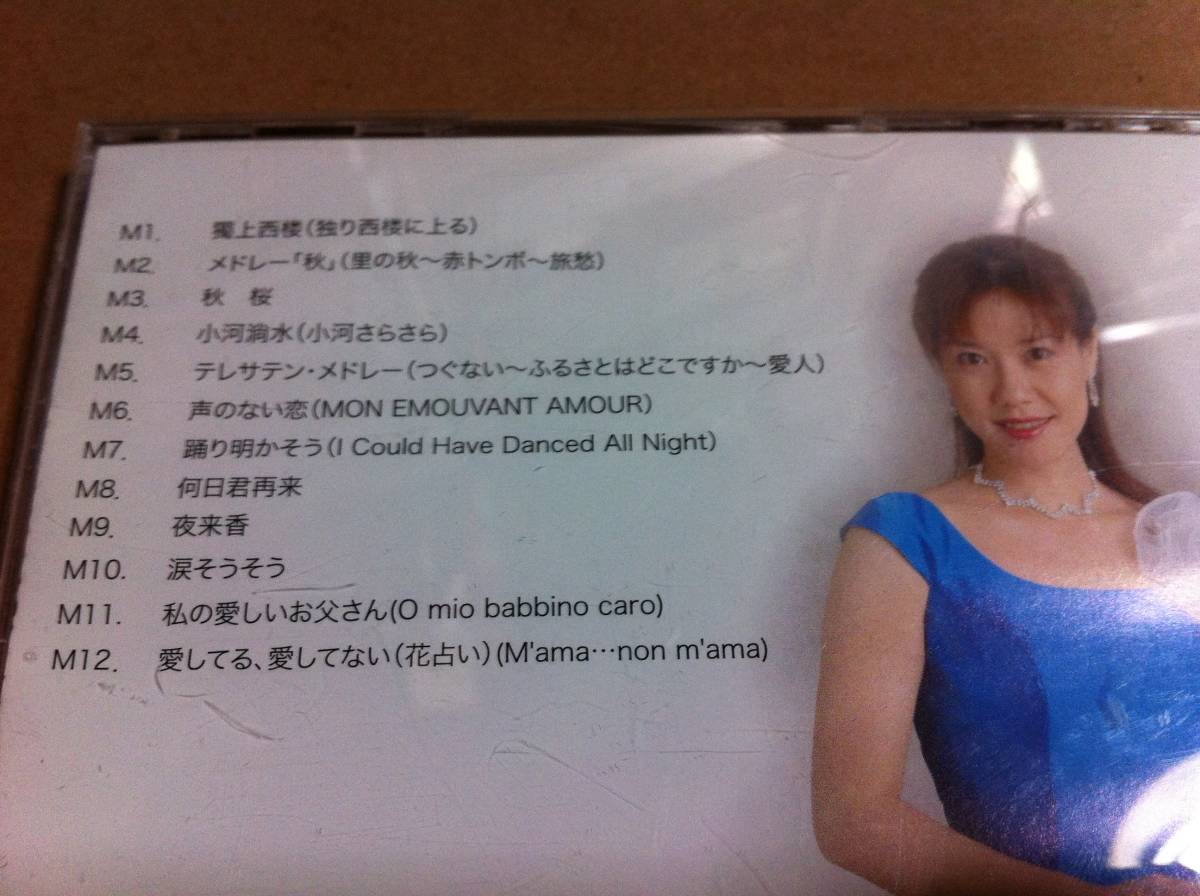 M1. 獨上西楼(独り西楼に上る)
M2. メドレー「秋」(里の秋〜赤トンボ〜旅愁)
M3. 秋 桜
M4. 小河淌水(小河さらさら)
M5. テレサテン・メドレー(つぐない〜ふるさとはどこですか〜愛人)
M6. 声のない恋(MON EMOUVANT AMOUR)
M7. 踊り明かそう(I Could Have Danced All Night)
M8. 何日君再来
M9. 夜来香
M10. 涙そうそう
M11. 私の愛しいお父さん(O mio babbino caro)
M12. 愛してる、愛してない(花占い)(M'ama…non m'ama)